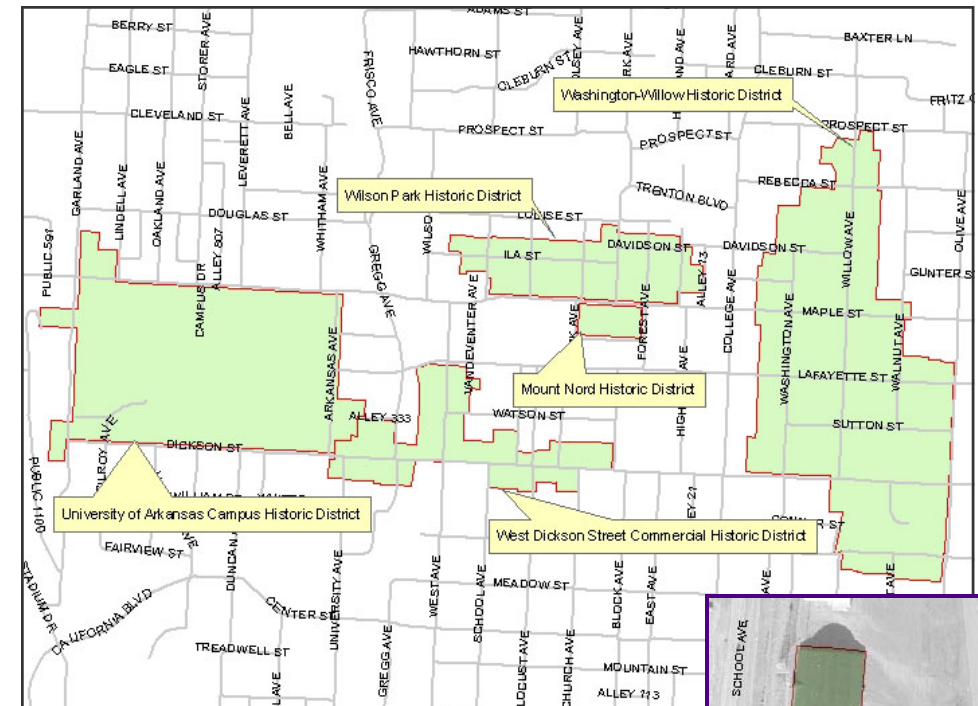 ADAMS ST
BERRY ST
STORER AVE
BAXTER LN
HAWTHORN ST
EAGLE ST
CLEBURN ST
CLEBURN ST
FRISCO AVE
Washington-Willow Historic District
BELL AVE
LEVERETT AVE
CLEVELAND ST
PROSPECT ST
PROSPECT ST
PROSPECT ST
GARLAND AVE
LINDELL AVE
OAKLAND AVE
WHITHAM AVE
Wilson Park Historic District
TRENTON BLVD
REBECCA ST
DOUGLAS ST
LOUISE ST
OLIVE AVE
WILLOW AVE
PUBLIC 591
CAMPUS DR
ALLEY 807
GREGG AVE
ILA ST
DAVIDSON ST
DAVIDSON ST
VANDEVENTER AVE
FOREST AVE
COLLEGE AVE
WASHINGTON AVE
MAPLE ST
WALNUT AVE
ARKANSAS AVE
Mount Nord Historic District
LAFAYETTE ST
ALLEY 333
WATSON ST
SUTTON ST
DICKSON ST
PUBLIC 1100
University of Arkansas Campus Historic District
West Dickson Street Commercial Historic District
FAIRVIEW ST
STADIUM DR
CALIFORNIA BLVD
CENTER ST
UNIVERSITY AVE
WEST AVE
SCHOOL AVE
MEADOW ST
BLOCK AVE
EAST AVE
TREADWELL ST
GREGG AVE
LOCUST AVE
CHURCH AVE
MOUNTAIN ST
ALLEY 113
SCHOOL AVE